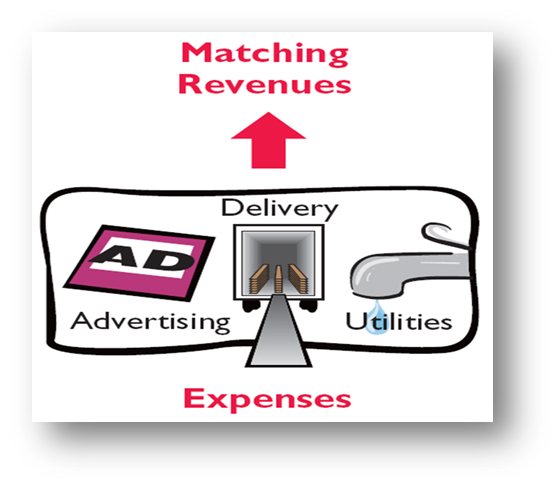 Matching
Revenues
Delivery
AD
Advertising
Utilities
Expenses